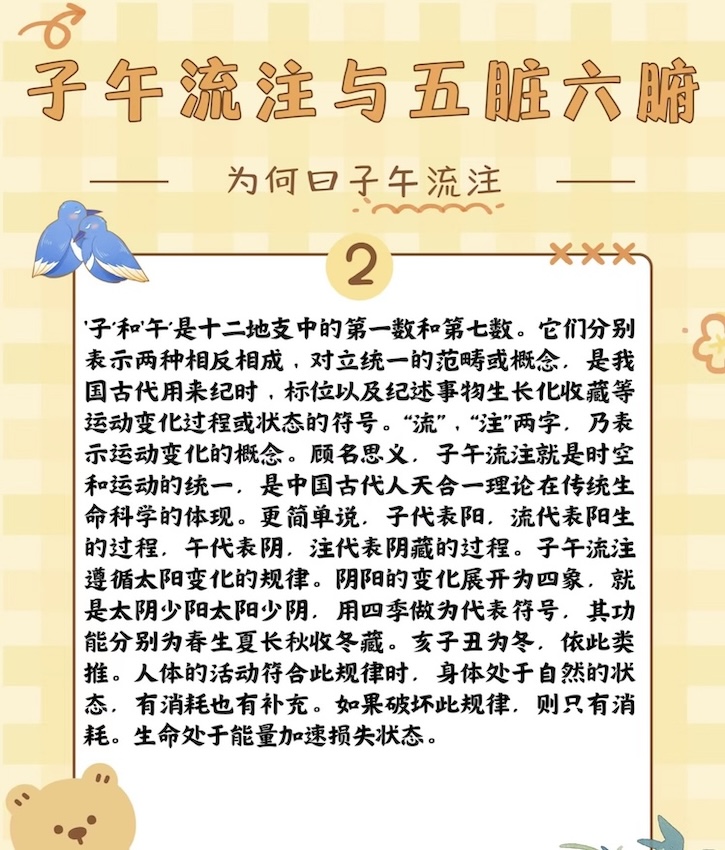 子午流注与五脏六腑
为何曰子午流注
2
'子'和'午'是十二地支中的第一数和第七数。它们分别
表示两种相反相成，对立统一的范畴或概念，是我
国古代用来纪时，标位以及纪述事物生长化收藏等
运动变化过程或状态的符号。“流”，“注”两字，乃表
示运动变化的概念。顾名思义，子午流注就是时空
和运动的统一，是中国古代人天合一理论在传统生
命科学的体现。更简单说，子代表阳，流代表阳生
的过程，午代表阴，注代表阴藏的过程。子午流注
遵循太阳变化的规律。阴阳的变化展开为四象，就
是太阴少阳太阳少阴，用四季做为代表符号，其功
能分别为春生夏长秋收冬藏。亥子丑为冬，依此类
推。人体的活动符合此规律时，身体处于自然的状
态，有消耗也有补充。如果破坏此规律，则只有消
耗。生命处于能量加速损失状态。